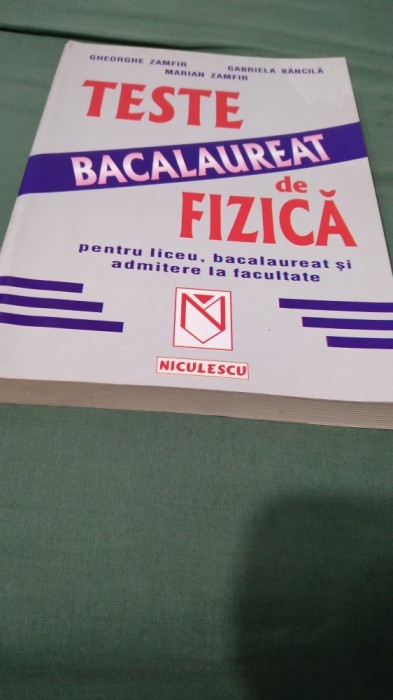 GHEORGHE ZAMFIR GABRIELA BĂNCILĂ
MARIAN ZAMFIR
TESTE
BACALAUREAT
de
FIZICĂ
pentru liceu, bacalaureat și
admitere la facultate
NICULESCU